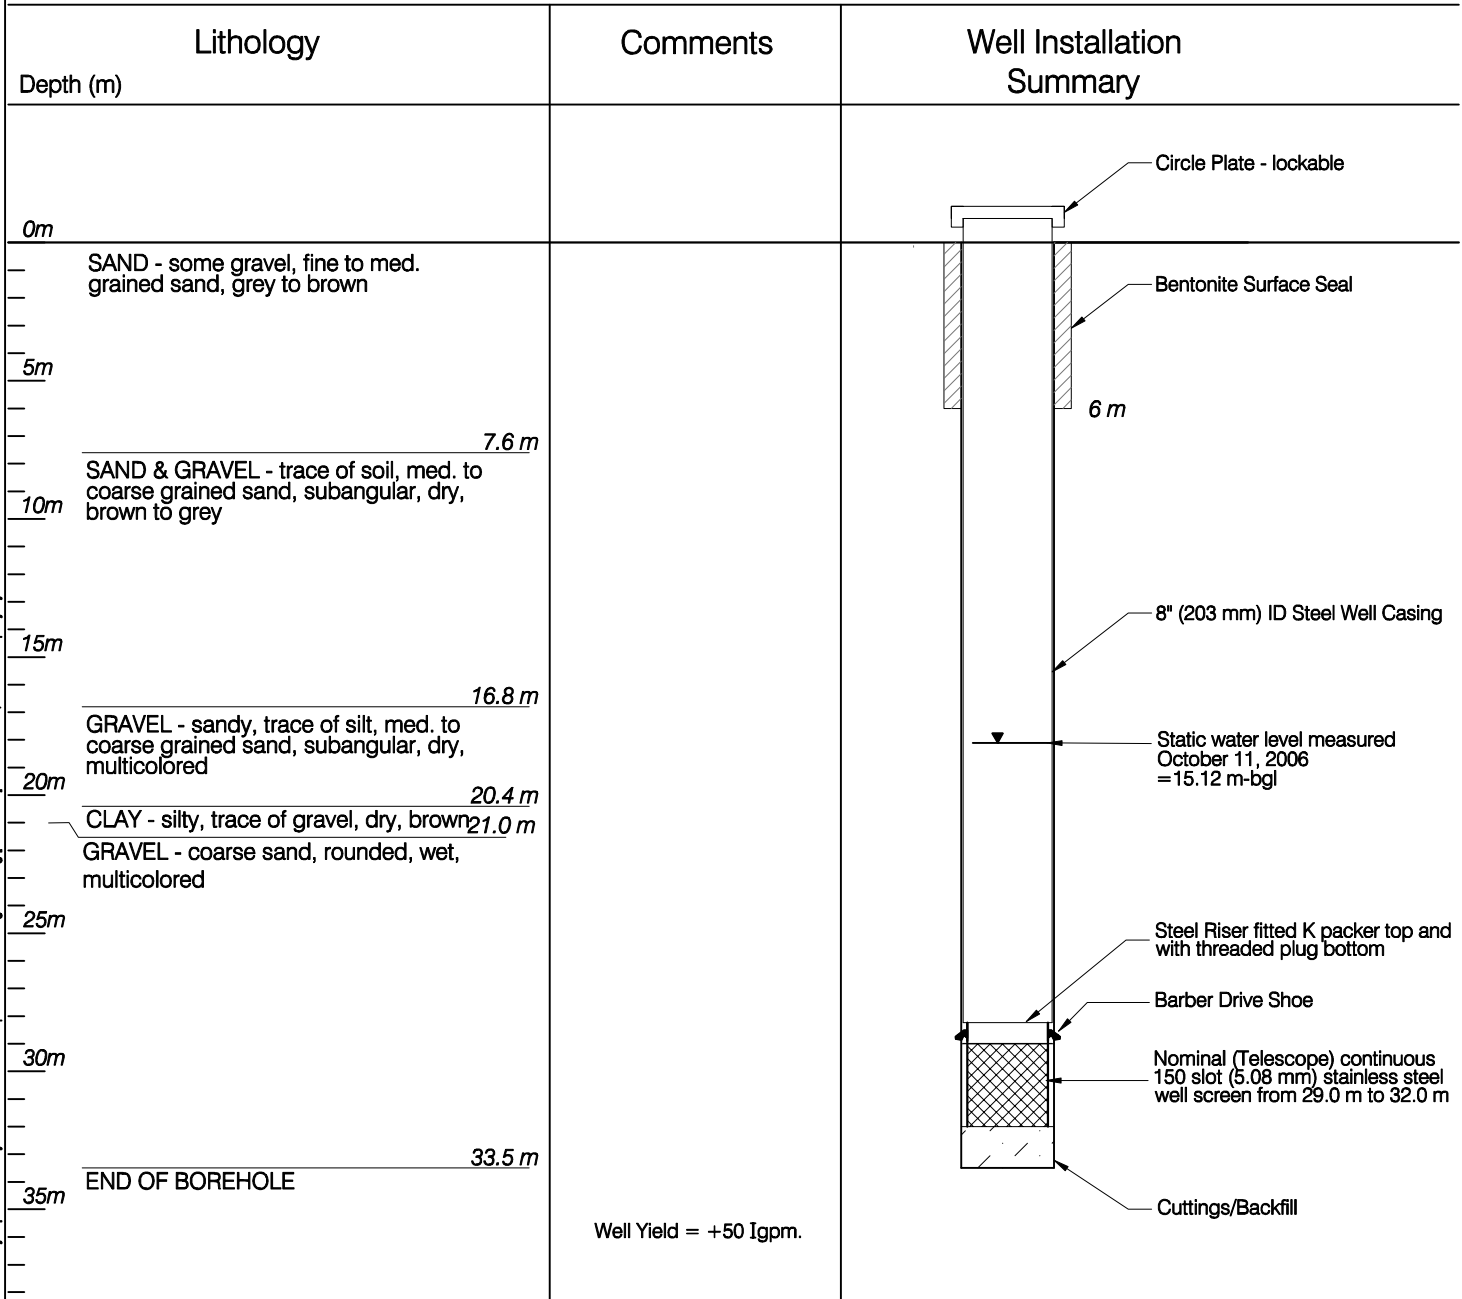 Lithology
Depth (m)
Comments
Well Installation
Summary
0m
SAND - some gravel, fine to med.
grained sand, grey to brown
5m
7.6 m
SAND & GRAVEL - trace of soil, med. to
coarse grained sand, subangular, dry,
brown to grey
10m
15m
16.8 m
GRAVEL - sandy, trace of silt, med. to
coarse grained sand, subangular, dry,
multicolored
20m
20.4 m
CLAY - silty, trace of gravel, dry, brown
21.0 m
GRAVEL - coarse sand, rounded, wet,
multicolored
25m
30m
33.5 m
END OF BOREHOLE
35m
Well Yield = +50 Igpm.
Circle Plate - lockable
Bentonite Surface Seal
6 m
8" (203 mm) ID Steel Well Casing
Static water level measured
October 11, 2006
=15.12 m-bgl
Steel Riser fitted K packer top and
with threaded plug bottom
Barber Drive Shoe
Nominal (Telescope) continuous
150 slot (5.08 mm) stainless steel
well screen from 29.0 m to 32.0 m
Cuttings/Backfill